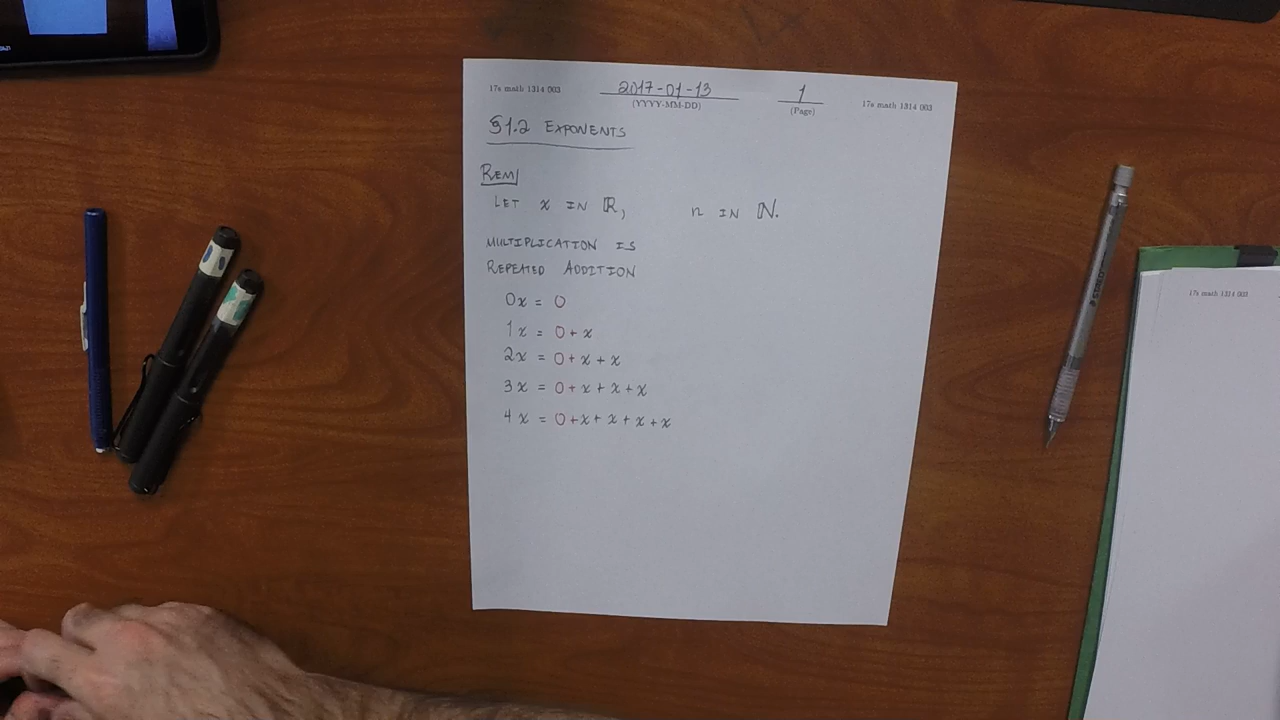 17s math 1314 003 2017-01-13 1 17s math 1314 003
(YYYY-MM-DD) (Page)
§1.2 EXPONENTS
REM
LET x IN ℝ, n IN ℕ.
MULTIPLICATION IS
REPEATED ADDITION
0x = 0
1x = 0+x
2x = 0+x+x
3x = 0+x+x+x
4x = 0+x+x+x+x
17s math 1314 003